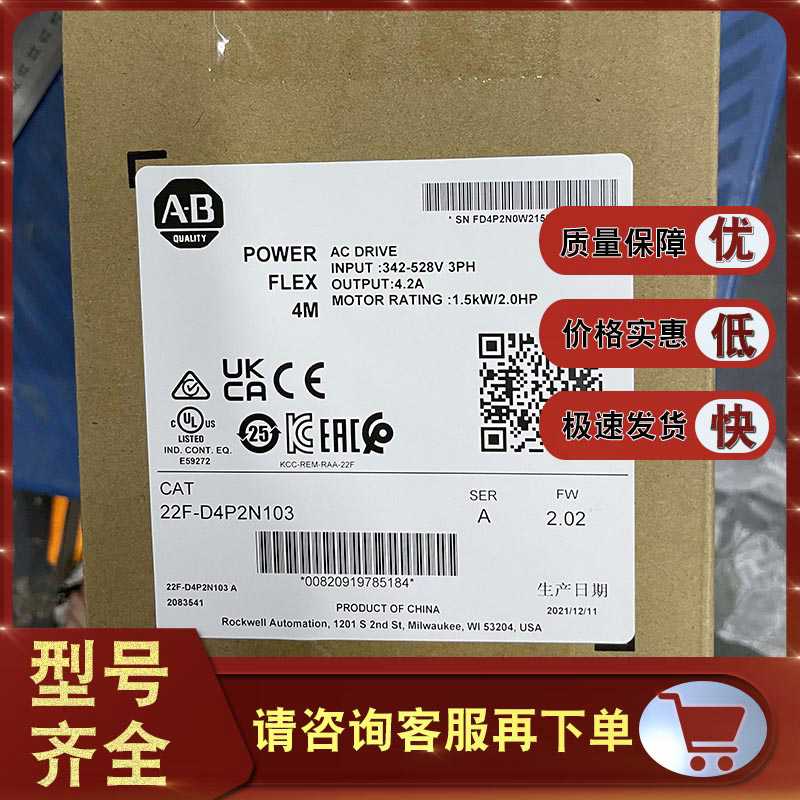 A-B
QUALITY
* SN FD4P2N0W215
POWER
FLEX
4M
AC DRIVE
INPUT :342-528V 3PH
OUTPUT:4.2A
MOTOR RATING :1.5kW/2.0HP
质量保障 优
价格实惠 低
极速发货 快
UK
CA CE
C UL US
LISTED
IND. CONT. EQ.
E59272
25
EAC
KCC-REM-RAA-22F
CAT
22F-D4P2N103
SER
A
FW
2.02
*00820919785184*
22F-D4P2N103 A
2083541
生产日期
2021/12/11
PRODUCT OF CHINA
Rockwell Automation, 1201 S 2nd St, Milwaukee, WI 53204, USA
型号
齐全
请咨询客服再下单